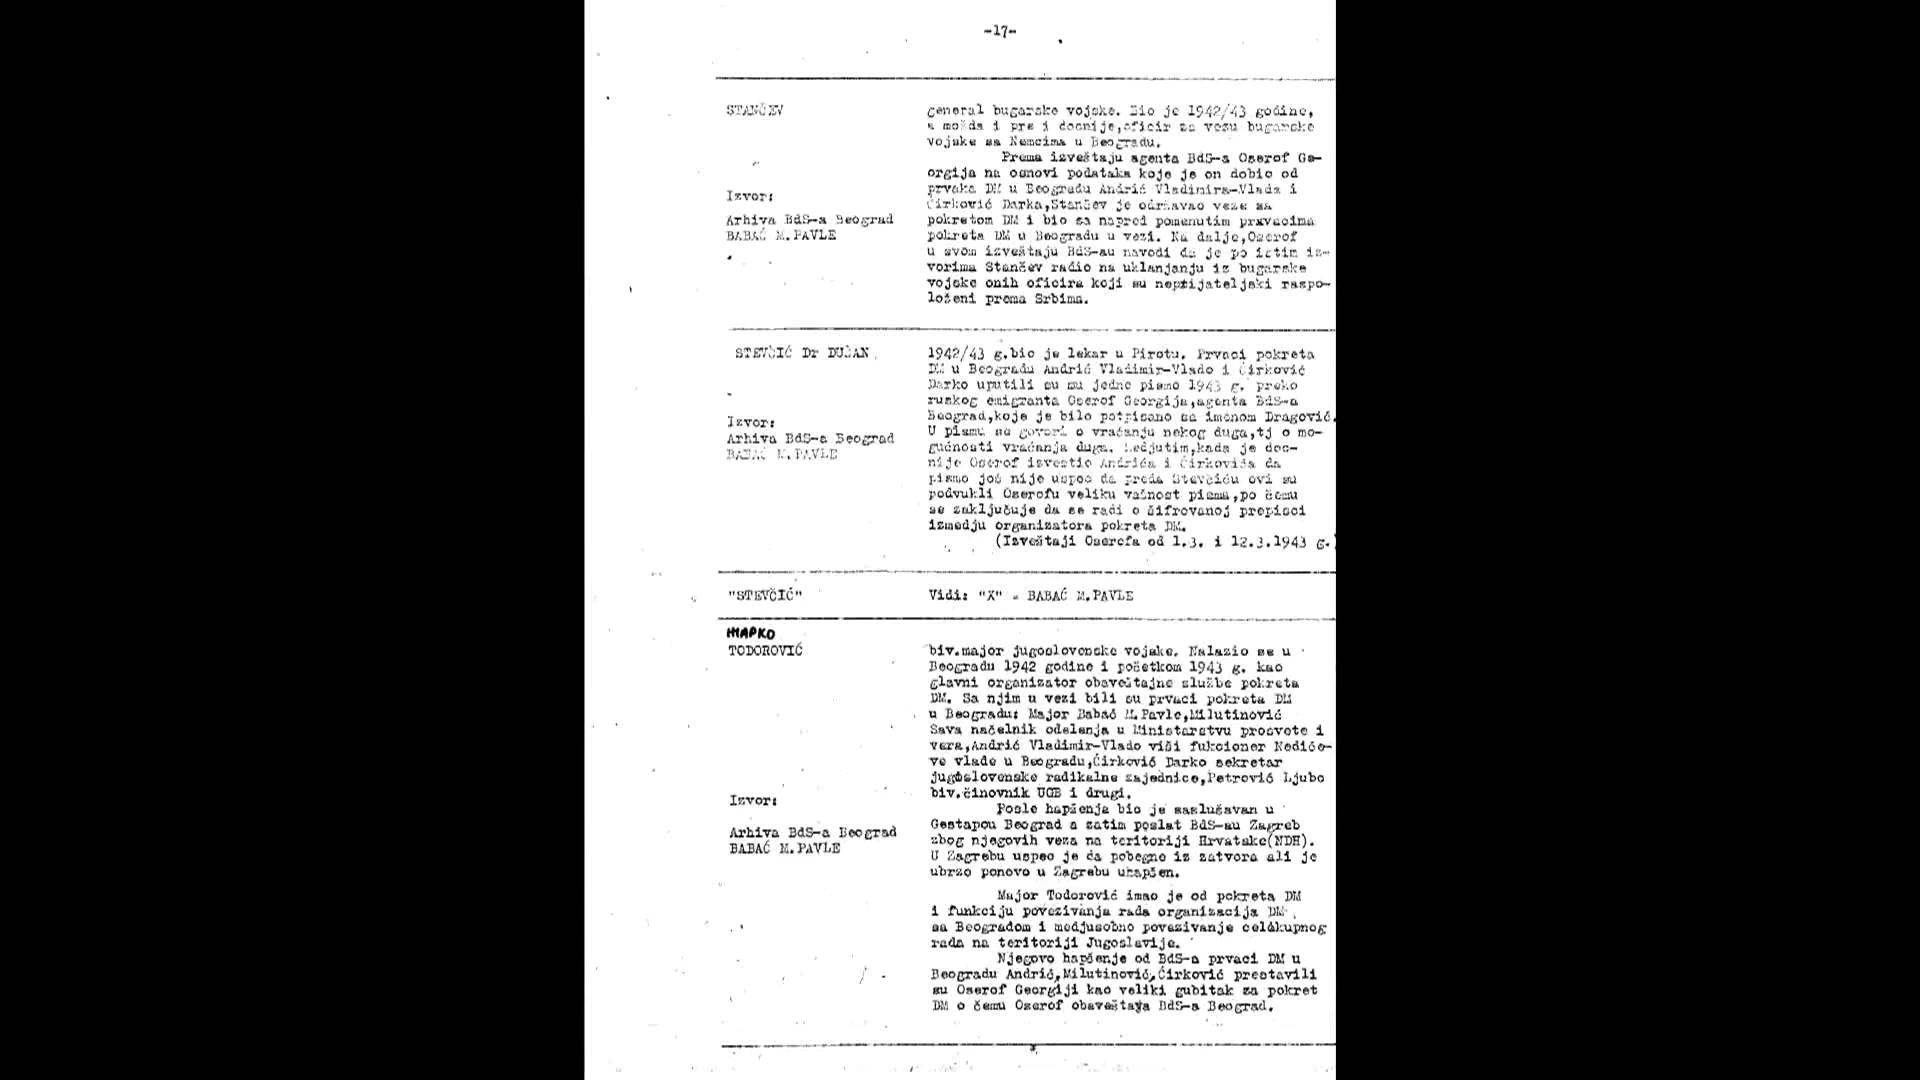 -17-
STANČEV
general bugarske vojske. Bio je 1942/43 godine,
a možda i pre i docnije,oficir za vezu bugarske
vojske sa Nemcima u Beogradu.
Prema izveštaju agenta BdS-a Oserof Ge-
orgija na osnovi podataka koje je on dobio od
prvaka DM u Beogradu Andrić Vladimira-Vlada i
Ćirković Darka,Stančev je održavao veze sa
pokretom DM i bio sa napred pomenutim prvacima
pokreta DM u Beogradu u vezi. Na dalje,Oserof
u svom izveštaju BdS-au navodi da je po istim iz-
vorima Stančev radio na uklanjanju iz bugarske
vojske onih oficira koji su neprijateljski raspo-
loženi prema Srbima.
Izvor:
Arhiva BdS-a Beograd
BABAĆ M.PAVLE
STEVČIĆ Dr DUŠAN
1942/43 g.bio je lekar u Pirotu. Prvaci pokreta
DM u Beogradu Andrić Vladimir-Vlado i Ćirković
Darko uputili su mu jedno pismo 1943 g. preko
ruskog emigranta Oserof Georgija,agenta BdS-a
Beograd,koje je bilo potpisano sa imenom Dragović.
U pismu se govori o vraćanju nekog duga,tj o mo-
gućnosti vraćanja duga. Medjutim,kada je doc-
nije Oserof izvestio Andrića i Ćirkovića da
pismo još nije uspeo da preda Stevčiću ovi su
podvukli Oserofu veliku važnost pisma,po čemu
se zaključuje da se radi o šifrovanoj prepisci
izmedju organizatora pokreta DM.
(Izveštaji Oserofa od 1.3. i 12.3.1943 g.)
Izvor:
Arhiva BdS-a Beograd
BABAĆ M.PAVLE
"STEVČIĆ"
Vidi: "X" - BABAĆ M.PAVLE
МАРКО
TODOROVIĆ
biv.major jugoslovenske vojske. Nalazio se u
Beogradu 1942 godine i početkom 1943 g. kao
glavni organizator obaveštajne službe pokreta
DM. Sa njim u vezi bili su prvaci pokreta DM
u Beogradu: Major Babać M.Pavle,Milutinović
Sava načelnik odelenja u Ministarstvu prosvete i
vera,Andrić Vladimir-Vlado viši fukcioner Nediće-
ve vlade u Beogradu,Ćirković Darko sekretar
jugoslovenske radikalne zajednice,Petrović Ljubo
biv.činovnik UGB i drugi.
Posle hapšenja bio je saslušavan u
Gestapou Beograd a zatim poslat BdS-au Zagreb
zbog njegovih veza na teritoriji Hrvatske(NDH).
U Zagrebu uspeo je da pobegne iz zatvora ali je
ubrzo ponovo u Zagrebu uhapšen.
Major Todorović imao je od pokreta DM
i funkciju povezivanja rada organizacija DM
sa Beogradom i medjusobno povezivanje celokupnog
rada na teritoriji Jugoslavije.
Njegovo hapšenje od BdS-a prvaci DM u
Beogradu Andrić,Milutinović,Ćirković prestavili
su Oserof Georgiji kao veliki gubitak za pokret
DM o čemu Oserof obaveštava BdS-a Beograd.
Izvor:
Arhiva BdS-a Beograd
BABAĆ M.PAVLE